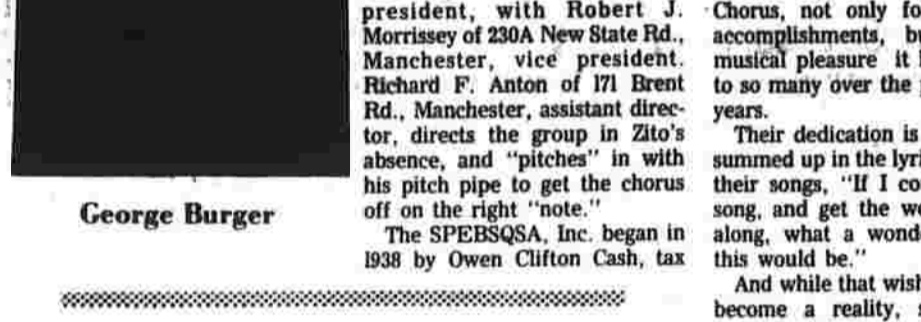 George Burger
president, with Robert J.
Morrissey of 230A New State Rd.,
Manchester, vice president.
Richard F. Anton of 171 Brent
Rd., Manchester, assistant direc-
tor, directs the group in Zito's
absence, and "pitches" in with
his pitch pipe to get the chorus
off on the right "note."
The SPEBSQSA, Inc. began in
1938 by Owen Clifton Cash, tax
Chorus, not only fo
accomplishments, b
musical pleasure it
to so many over the
years.
Their dedication is
summed up in the lyri
their songs, "If I co
song, and get the w
along, what a wond
this would be."
And while that wish
become a reality,